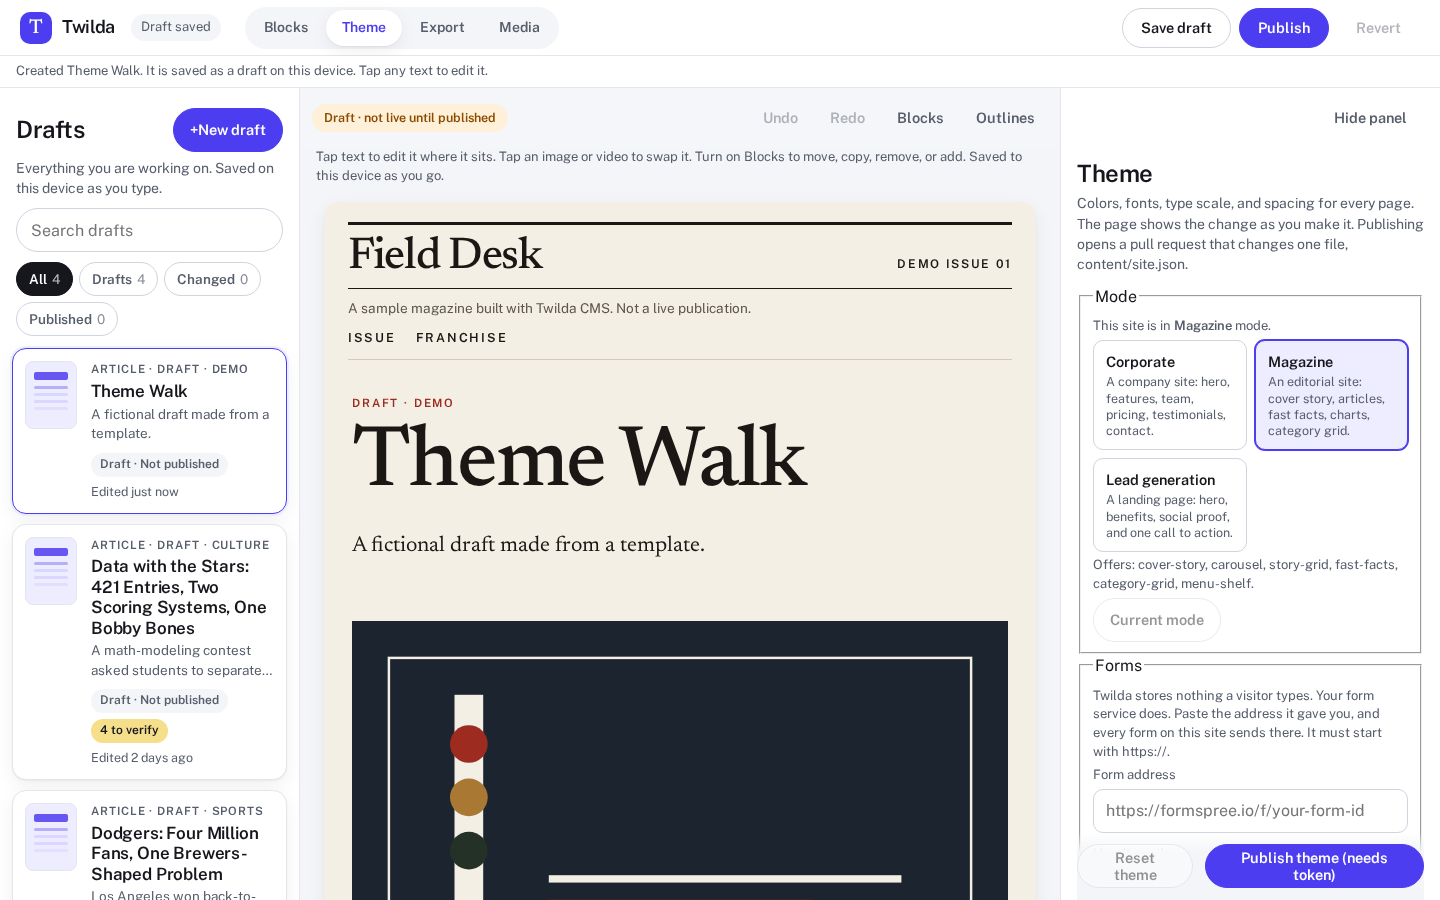 T Twilda Draft saved Blocks Theme Export Media Save draft Publish Revert
Created Theme Walk. It is saved as a draft on this device. Tap any text to edit it.
Drafts
+New draft
Everything you are working on. Saved on
this device as you type.
Search drafts
All 4 Drafts 4 Changed 0
Published 0
ARTICLE · DRAFT · DEMO
Theme Walk
A fictional draft made from a
template.
Draft · Not published
Edited just now
ARTICLE · DRAFT · CULTURE
Data with the Stars:
421 Entries, Two
Scoring Systems, One
Bobby Bones
A math-modeling contest
asked students to separate...
Draft · Not published
4 to verify
Edited 2 days ago
ARTICLE · DRAFT · SPORTS
Dodgers: Four Million
Fans, One Brewers-
Shaped Problem
Los Angeles won back-to-
Draft · not live until published
Undo Redo Blocks Outlines
Tap text to edit it where it sits. Tap an image or video to swap it. Turn on Blocks to move, copy, remove, or add. Saved to
this device as you go.
Field Desk
DEMO ISSUE 01
A sample magazine built with Twilda CMS. Not a live publication.
ISSUE FRANCHISE
DRAFT · DEMO
Theme Walk
A fictional draft made from a template.
Hide panel
Theme
Colors, fonts, type scale, and spacing for every page.
The page shows the change as you make it. Publishing
opens a pull request that changes one file,
content/site.json.
Mode
This site is in Magazine mode.
Corporate
A company site: hero,
features, team,
pricing, testimonials,
contact.
Magazine
An editorial site:
cover story, articles,
fast facts, charts,
category grid.
Lead generation
A landing page: hero,
benefits, social proof,
and one call to action.
Offers: cover-story, carousel, story-grid, fast-facts,
category-grid, menu-shelf.
Current mode
Forms
Twilda stores nothing a visitor types. Your form
service does. Paste the address it gave you, and
every form on this site sends there. It must start
with https://.
Form address
https://formspree.io/f/your-form-id
Reset
theme
Publish theme (needs
token)